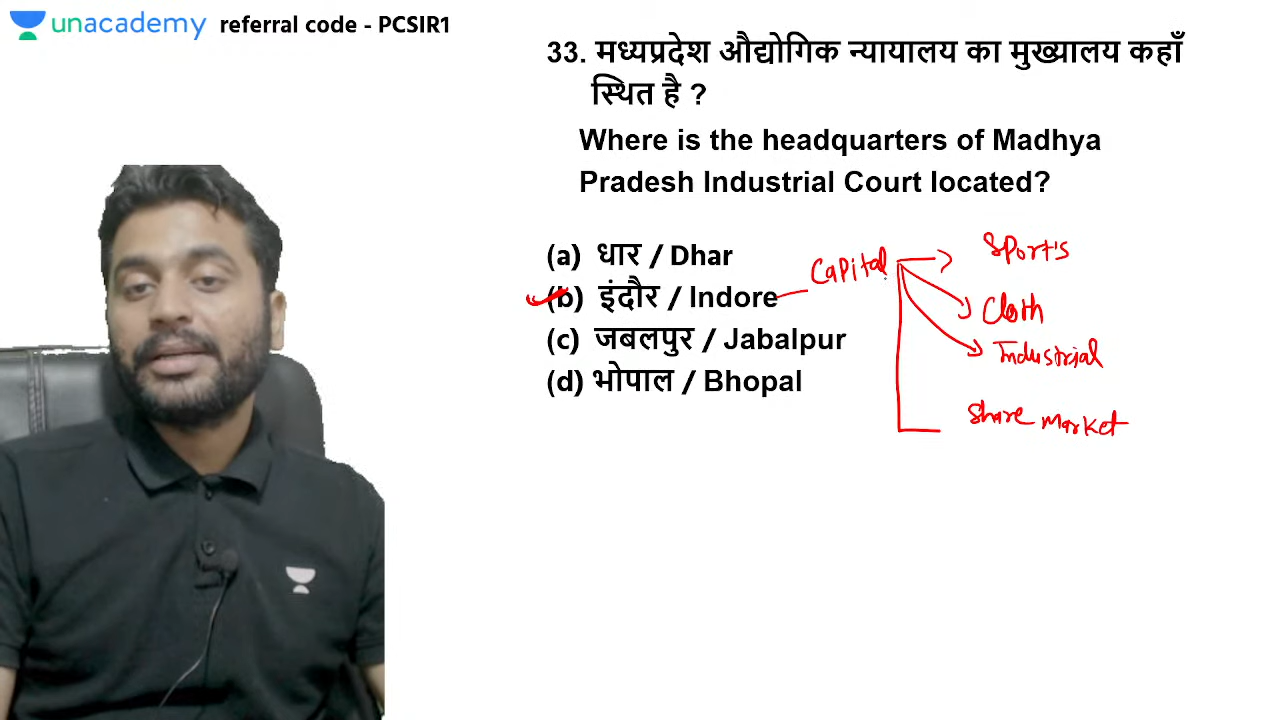 unacademy referral code - PCSIR1
33. मध्यप्रदेश औद्योगिक न्यायालय का मुख्यालय कहाँ
स्थित है ?
Where is the headquarters of Madhya
Pradesh Industrial Court located?
(a) धार / Dhar
(b) इंदौर / Indore
(c) जबलपुर / Jabalpur
(d) भोपाल / Bhopal
Capital
Sport's
Cloth
Industrial
Share market